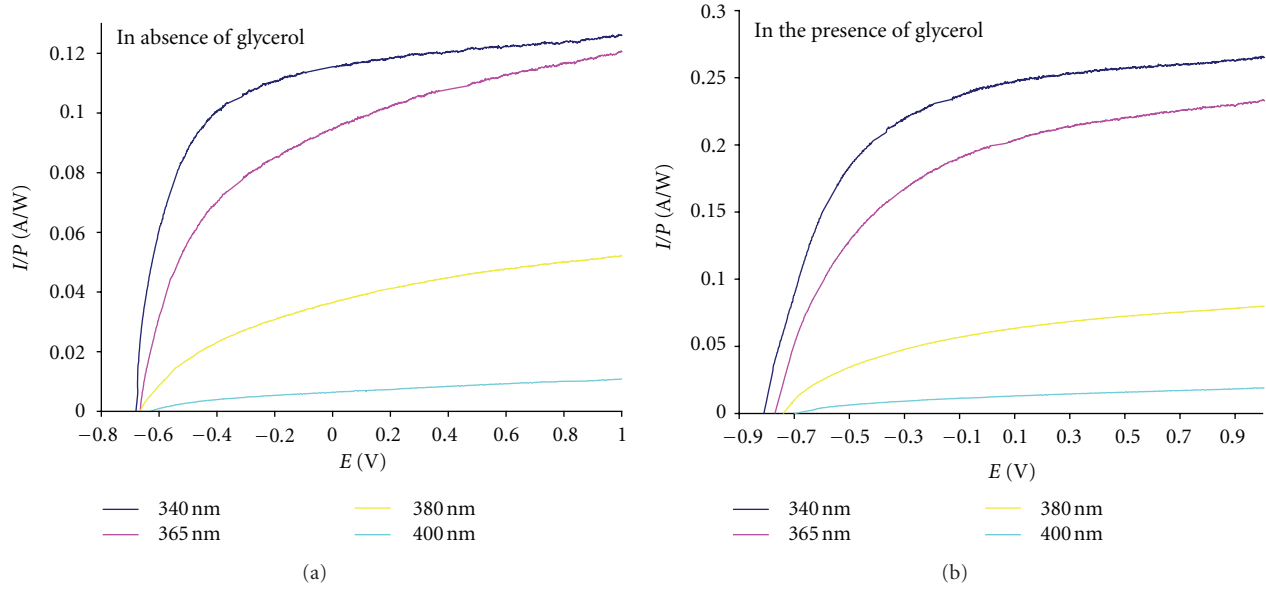 In absence of glycerol
0.12
0.1
0.08
0.06
0.04
0.02
0
I/P (A/W)
−0.8 −0.6 −0.4 −0.2 0 0.2 0.4 0.6 0.8 1
E (V)
340 nm 380 nm
365 nm 400 nm
(a)
In the presence of glycerol
0.3
0.25
0.2
0.15
0.1
0.05
0
I/P (A/W)
−0.9 −0.7 −0.5 −0.3 −0.1 0.1 0.3 0.5 0.7 0.9
E (V)
340 nm 380 nm
365 nm 400 nm
(b)